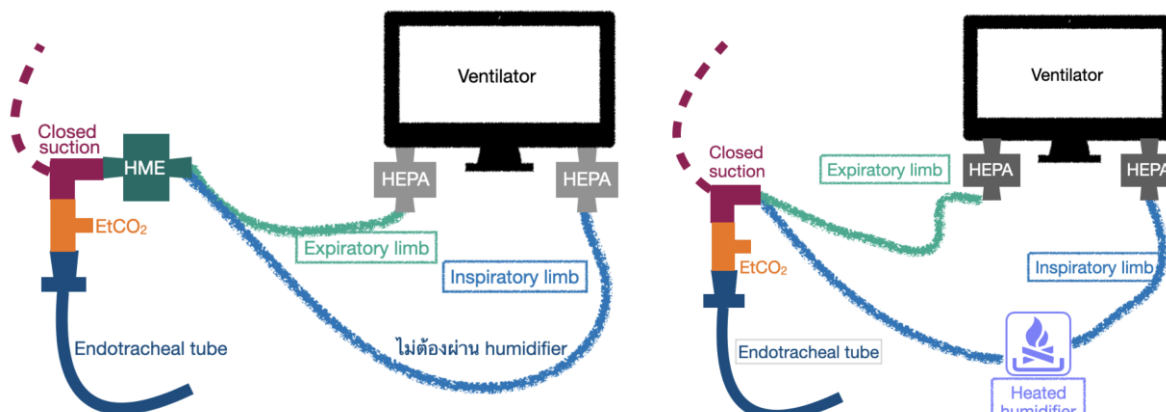 Ventilator
Closed
suction
HME
HEPA
HEPA
EtCO₂
Expiratory limb
Inspiratory limb
Endotracheal tube
ไม่ต้องผ่าน humidifier
Ventilator
Closed
suction
Expiratory limb
HEPA
HEPA
EtCO₂
Inspiratory limb
Endotracheal tube
Heated
humidifier